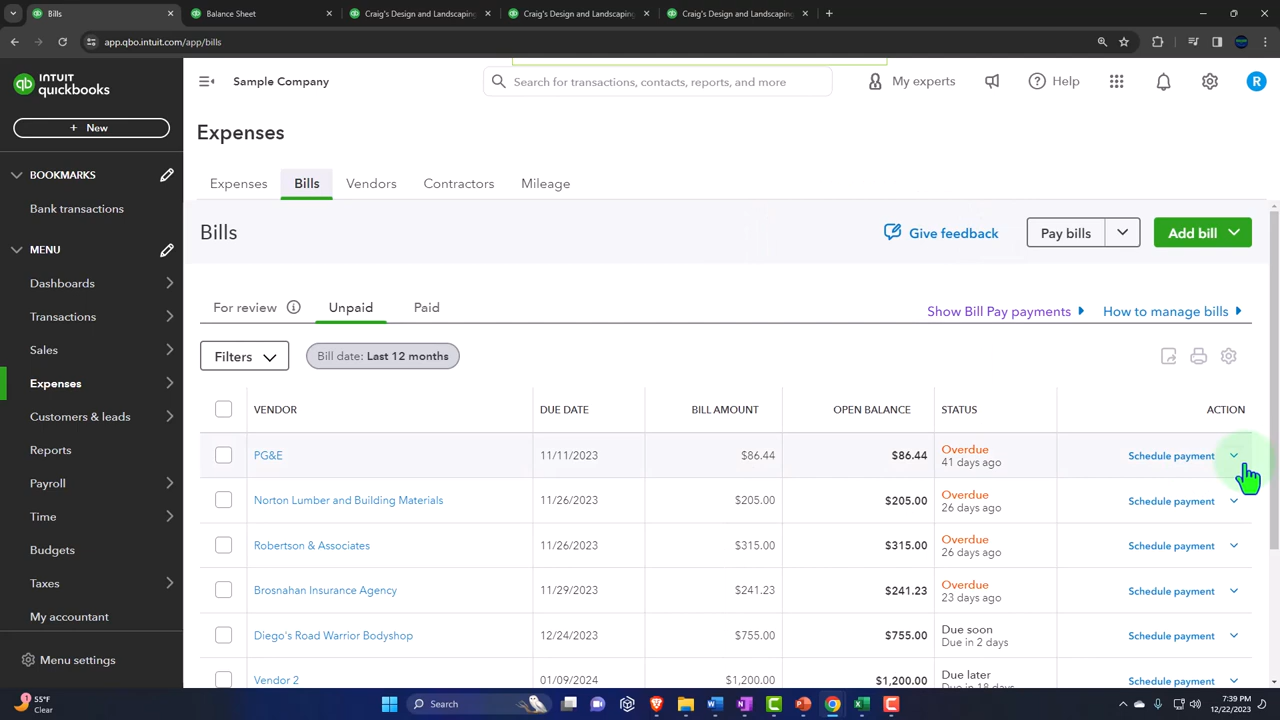 Bills
Balance Sheet
Craig's Design and Landscaping
Craig's Design and Landscaping
Craig's Design and Landscaping
app.qbo.intuit.com/app/bills
INTUIT
quickbooks
Sample Company
Search for transactions, contacts, reports, and more
My experts
Help
R
+ New
Expenses
BOOKMARKS
Bank transactions
Expenses
Bills
Vendors
Contractors
Mileage
MENU
Bills
Give feedback
Pay bills
Add bill
Dashboards
Transactions
For review
Unpaid
Paid
Show Bill Pay payments
How to manage bills
Sales
Filters
Bill date: Last 12 months
Expenses
Customers & leads
VENDOR
DUE DATE
BILL AMOUNT
OPEN BALANCE
STATUS
ACTION
Reports
PG&E
11/11/2023
$86.44
$86.44
Overdue
41 days ago
Schedule payment
Payroll
Norton Lumber and Building Materials
11/26/2023
$205.00
$205.00
Overdue
26 days ago
Schedule payment
Time
Robertson & Associates
11/26/2023
$315.00
$315.00
Overdue
26 days ago
Schedule payment
Budgets
Taxes
Brosnahan Insurance Agency
11/29/2023
$241.23
$241.23
Overdue
23 days ago
Schedule payment
My accountant
Diego's Road Warrior Bodyshop
12/24/2023
$755.00
$755.00
Due soon
Due in 2 days
Schedule payment
Menu settings
Vendor 2
01/09/2024
$1,200.00
$1,200.00
Due later
Due in 18 days
Schedule payment
1
55°F
Clear
Search
7:39 PM
12/22/2023